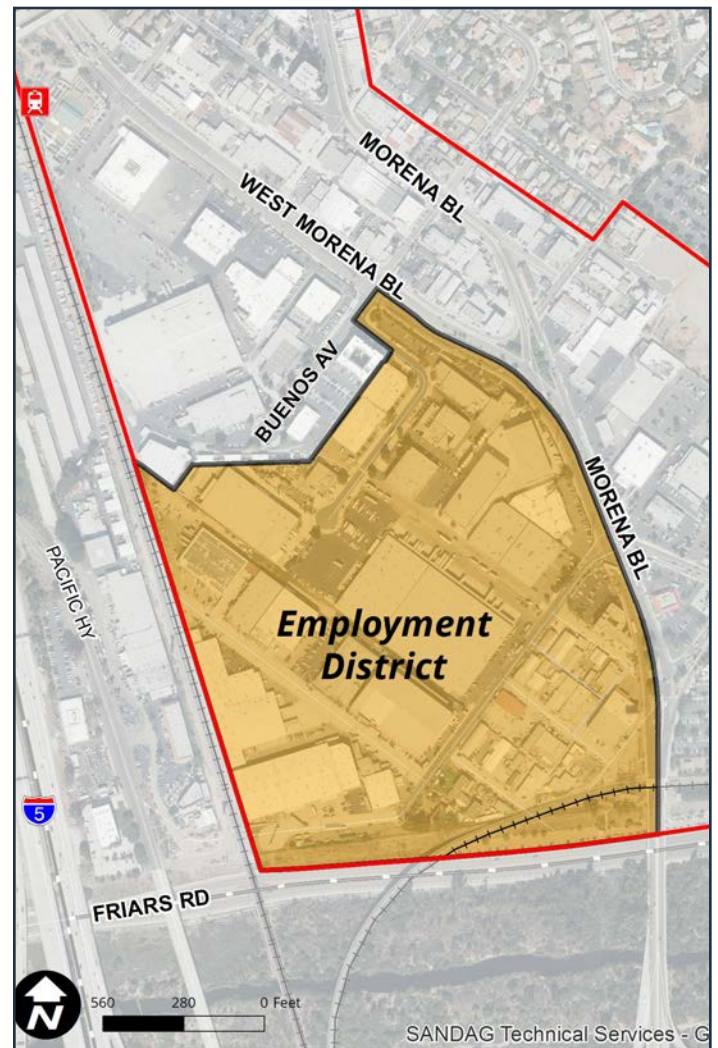 MORENA BL
WEST MORENA BL
BUENOS AV
MORENA BL
PACIFIC HY
Employment
District
5
FRIARS RD
N
560 280 0 Feet
SANDAG Technical Services - G